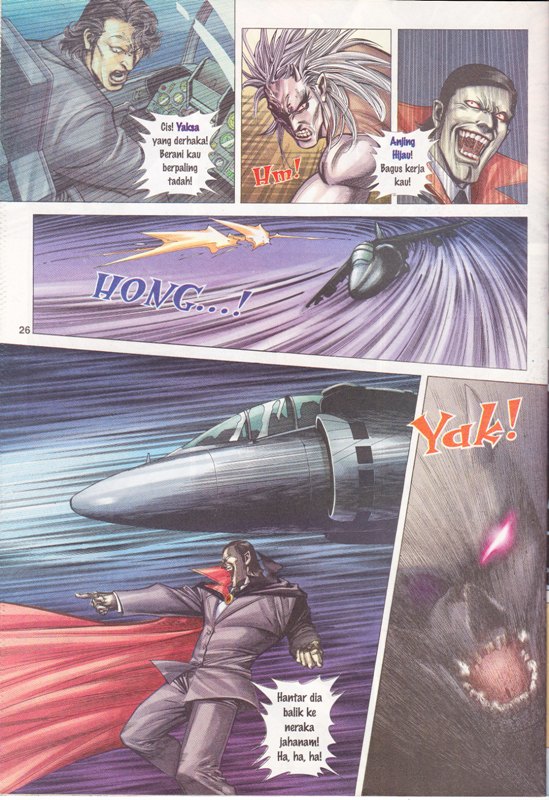 Cis! Yaksa
yang derhaka!
Berani kau
berpaling
tadah!
Hm!
Anjing
Hijau!
Bagus kerja
kau!
HONG....!
26
Yak!
Hantar dia
balik ke
neraka
jahanam!
Ha, ha, ha!